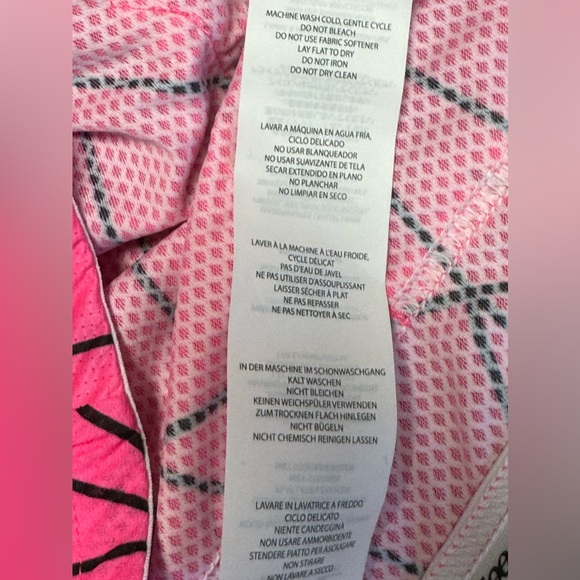 MACHINE WASH COLD, GENTLE CYCLE
DO NOT BLEACH
DO NOT USE FABRIC SOFTENER
LAY FLAT TO DRY
DO NOT IRON
DO NOT DRY CLEAN
LAVAR A MÁQUINA EN AGUA FRÍA,
CICLO DELICADO
NO USAR BLANQUEADOR
NO USAR SUAVIZANTE DE TELA
SECAR EXTENDIDO EN PLANO
NO PLANCHAR
NO LIMPIAR EN SECO
LAVER À LA MACHINE À L'EAU FROIDE,
CYCLE DÉLICAT
PAS D'EAU DE JAVEL
NE PAS UTILISER D'ASSOUPLISSANT
LAISSER SÉCHER À PLAT
NE PAS REPASSER
NE PAS NETTOYER À SEC
IN DER MASCHINE IM SCHONWASCHGANG
KALT WASCHEN
NICHT BLEICHEN
KEINEN WEICHSPÜLER VERWENDEN
ZUM TROCKNEN FLACH HINLEGEN
NICHT BÜGELN
NICHT CHEMISCH REINIGEN LASSEN
LAVARE IN LAVATRICE A FREDDO
CICLO DELICATO
NIENTE CANDEGGINA
NON USARE AMMORBIDENTE
STENDERE PIATTO PER ASCIUGARE
NON STIRARE
NON LAVARE A SECCO